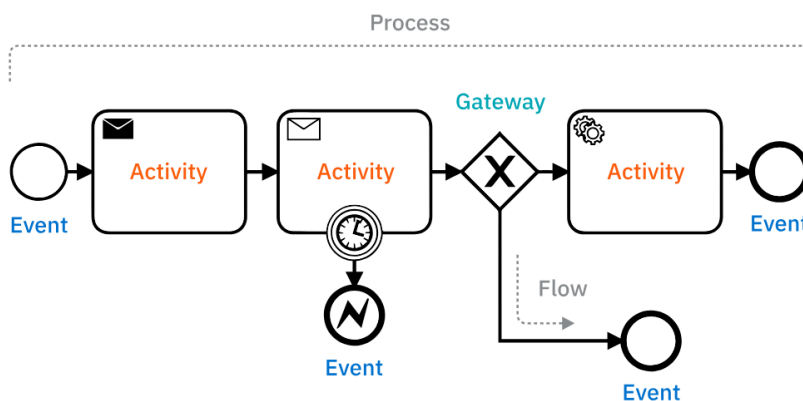 Process
Gateway
Activity
Activity
Activity
Event
Event
Flow
Event
Event